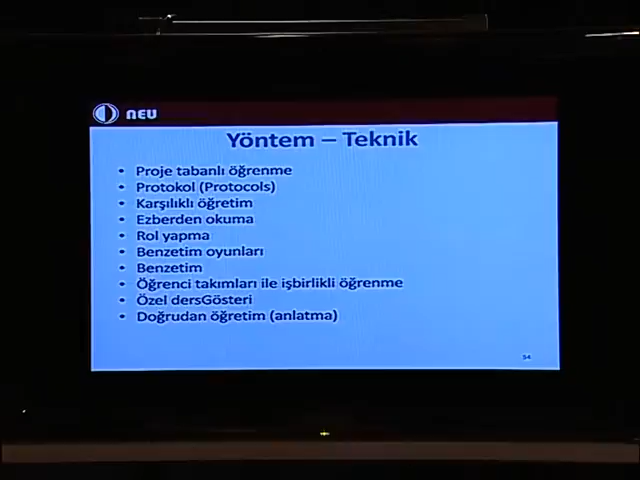 NEU
Yöntem – Teknik
• Proje tabanlı öğrenme
• Protokol (Protocols)
• Karşılıklı öğretim
• Ezberden okuma
• Rol yapma
• Benzetim oyunları
• Benzetim
• Öğrenci takımları ile işbirlikli öğrenme
• Özel dersGösteri
• Doğrudan öğretim (anlatma)
54